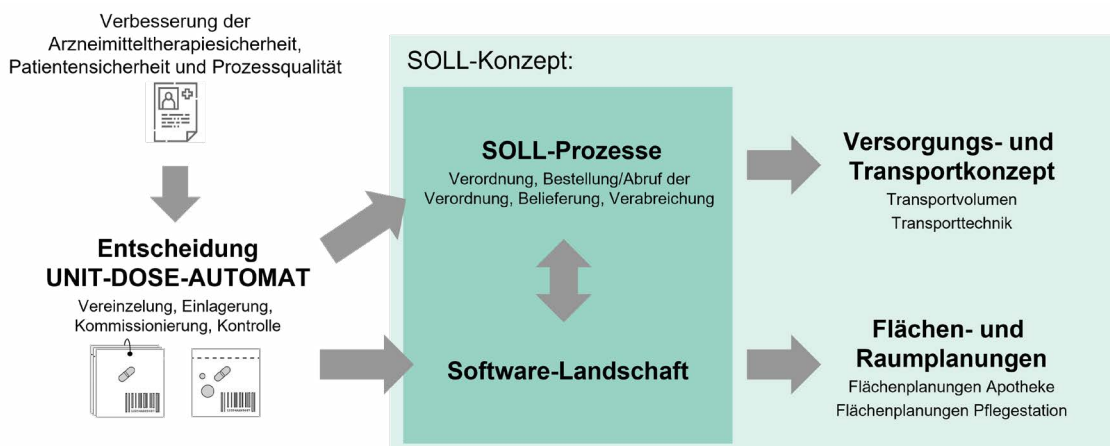 Verbesserung der
Arzneimitteltherapiesicherheit,
Patientensicherheit und Prozessqualität
Entscheidung
UNIT-DOSE-AUTOMAT
Vereinzelung, Einlagerung,
Kommissionierung, Kontrolle
SOLL-Konzept:
SOLL-Prozesse
Verordnung, Bestellung/Abruf der
Verordnung, Belieferung, Verabreichung
Software-Landschaft
Versorgungs- und
Transportkonzept
Transportvolumen
Transporttechnik
Flächen- und
Raumplanungen
Flächenplanungen Apotheke
Flächenplanungen Pflegestation